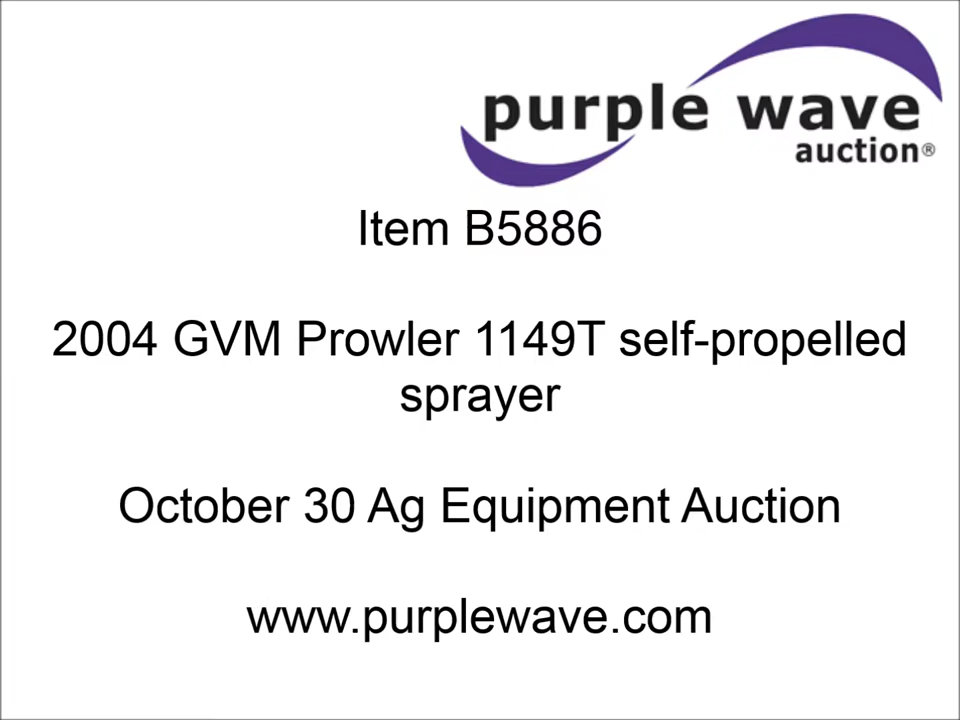 purple wave
auction®
Item B5886
2004 GVM Prowler 1149T self-propelled
sprayer
October 30 Ag Equipment Auction
www.purplewave.com